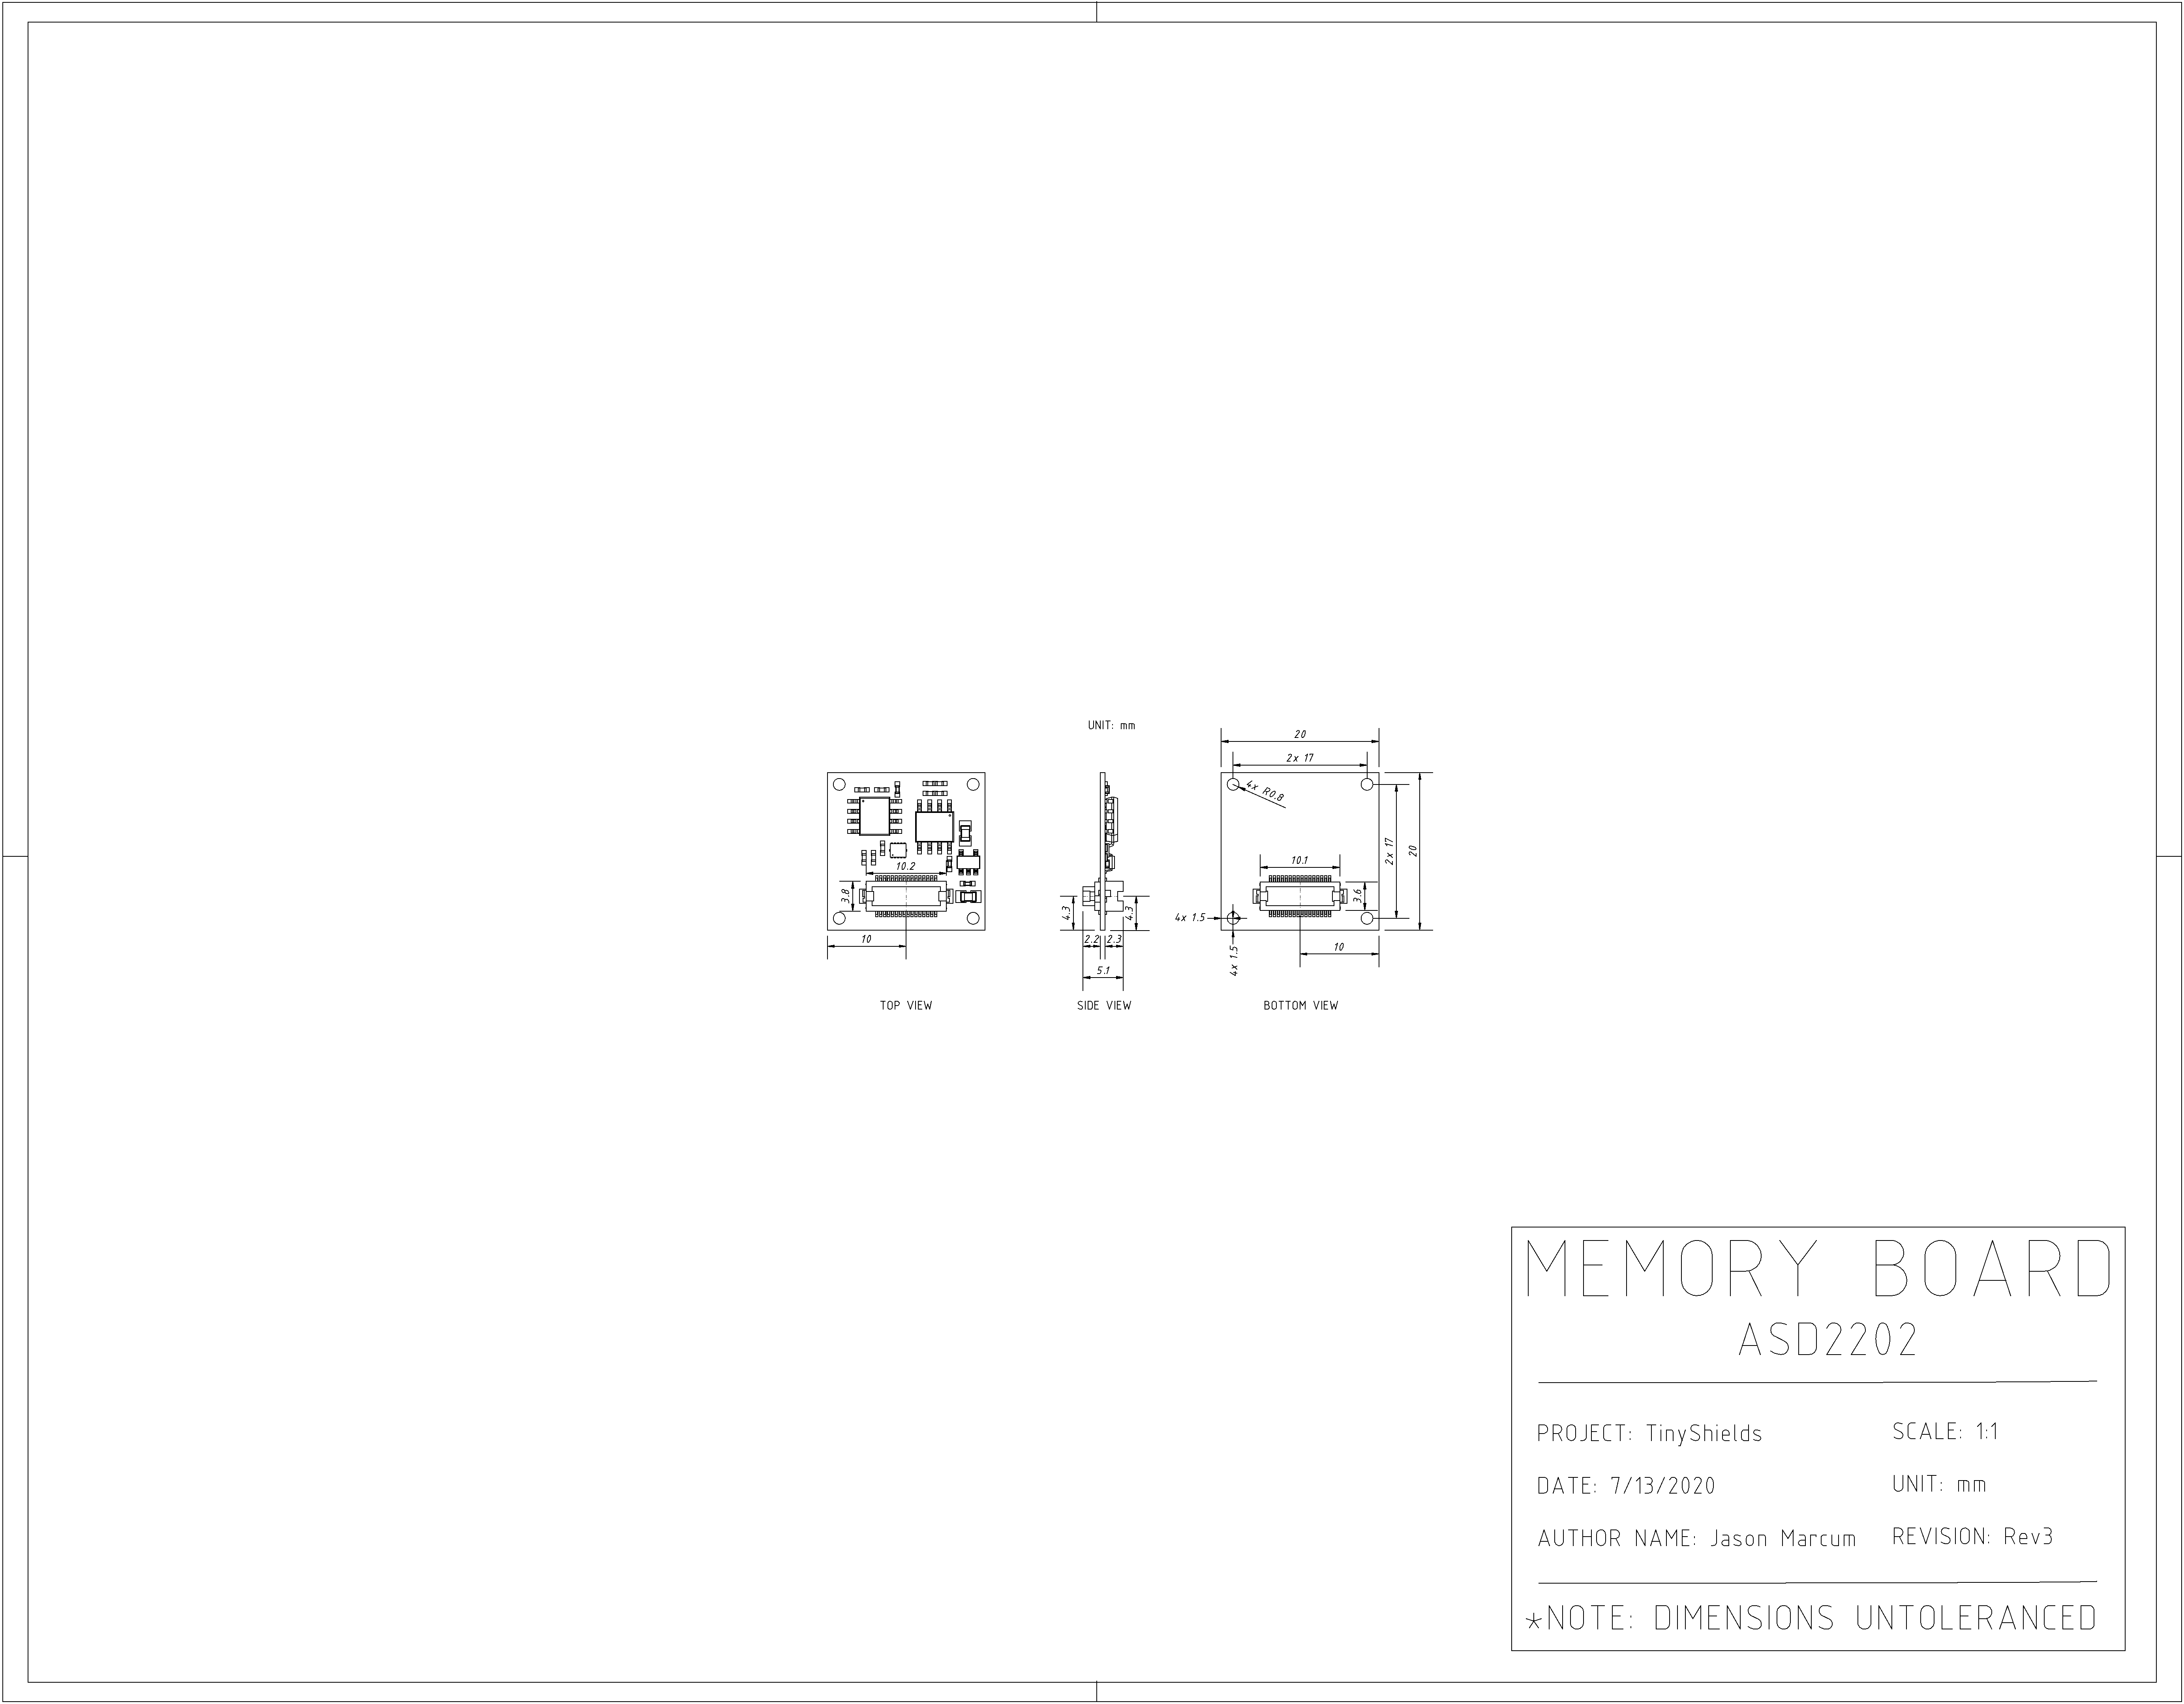 UNIT: mm
20
2x 17
4x R0.8
2x 17
20
10.2
3.8
10
4.3
4.3
2.2
2.3
5.1
10.1
3.6
4x 1.5
4x 1.5
10
TOP VIEW
SIDE VIEW
BOTTOM VIEW
MEMORY BOARD
ASD2202
PROJECT: TinyShields
SCALE: 1:1
DATE: 7/13/2020
UNIT: mm
AUTHOR NAME: Jason Marcum
REVISION: Rev3
*NOTE: DIMENSIONS UNTOLERANCED